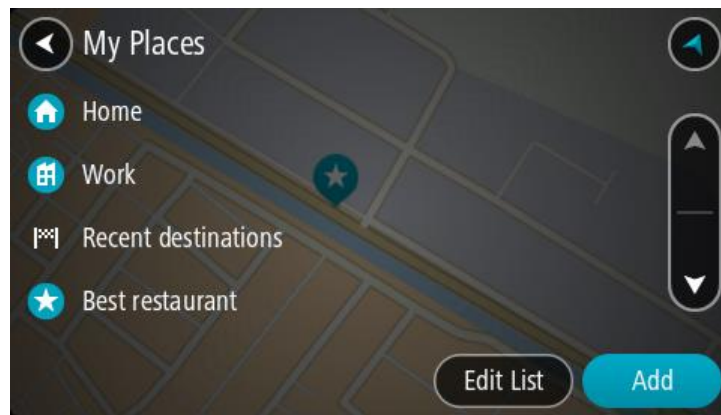 My Places
Home
Work
Recent destinations
Best restaurant
Edit List
Add